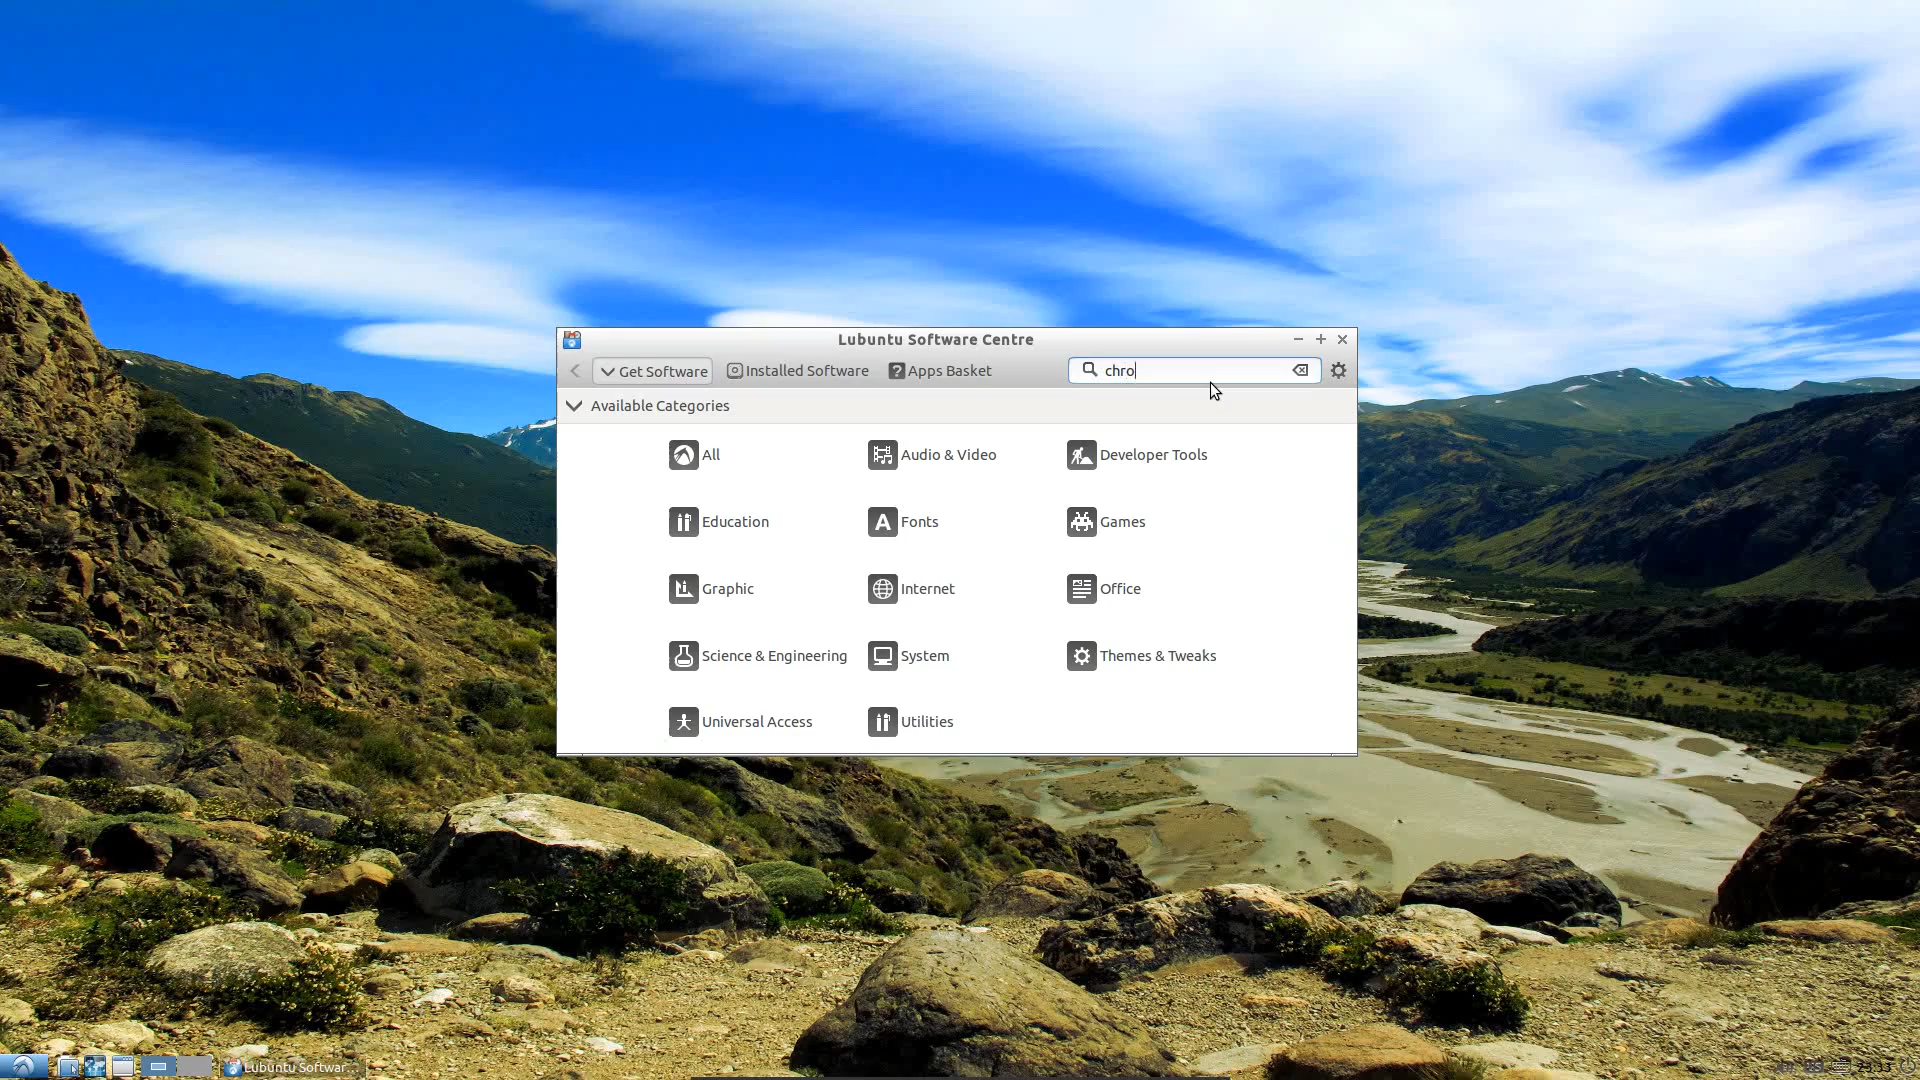 Lubuntu Software Centre
Get Software Installed Software Apps Basket chro
Available Categories
All Audio & Video Developer Tools
Education Fonts Games
Graphic Internet Office
Science & Engineering System Themes & Tweaks
Universal Access Utilities
Lubuntu Softwar...